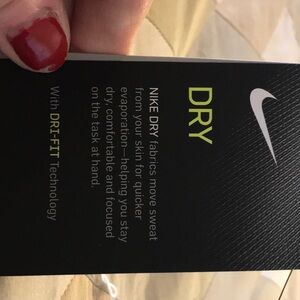 DRY
NIKE DRY fabrics move sweat
from your skin for quicker
evaporation—helping you stay
dry, comfortable and focused
on the task at hand.
With DRI-FIT Technology